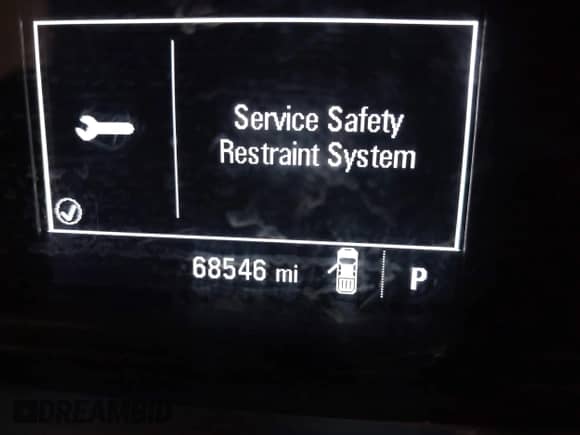 Service Safety
Restraint System
68546 mi
P
DREAMBID